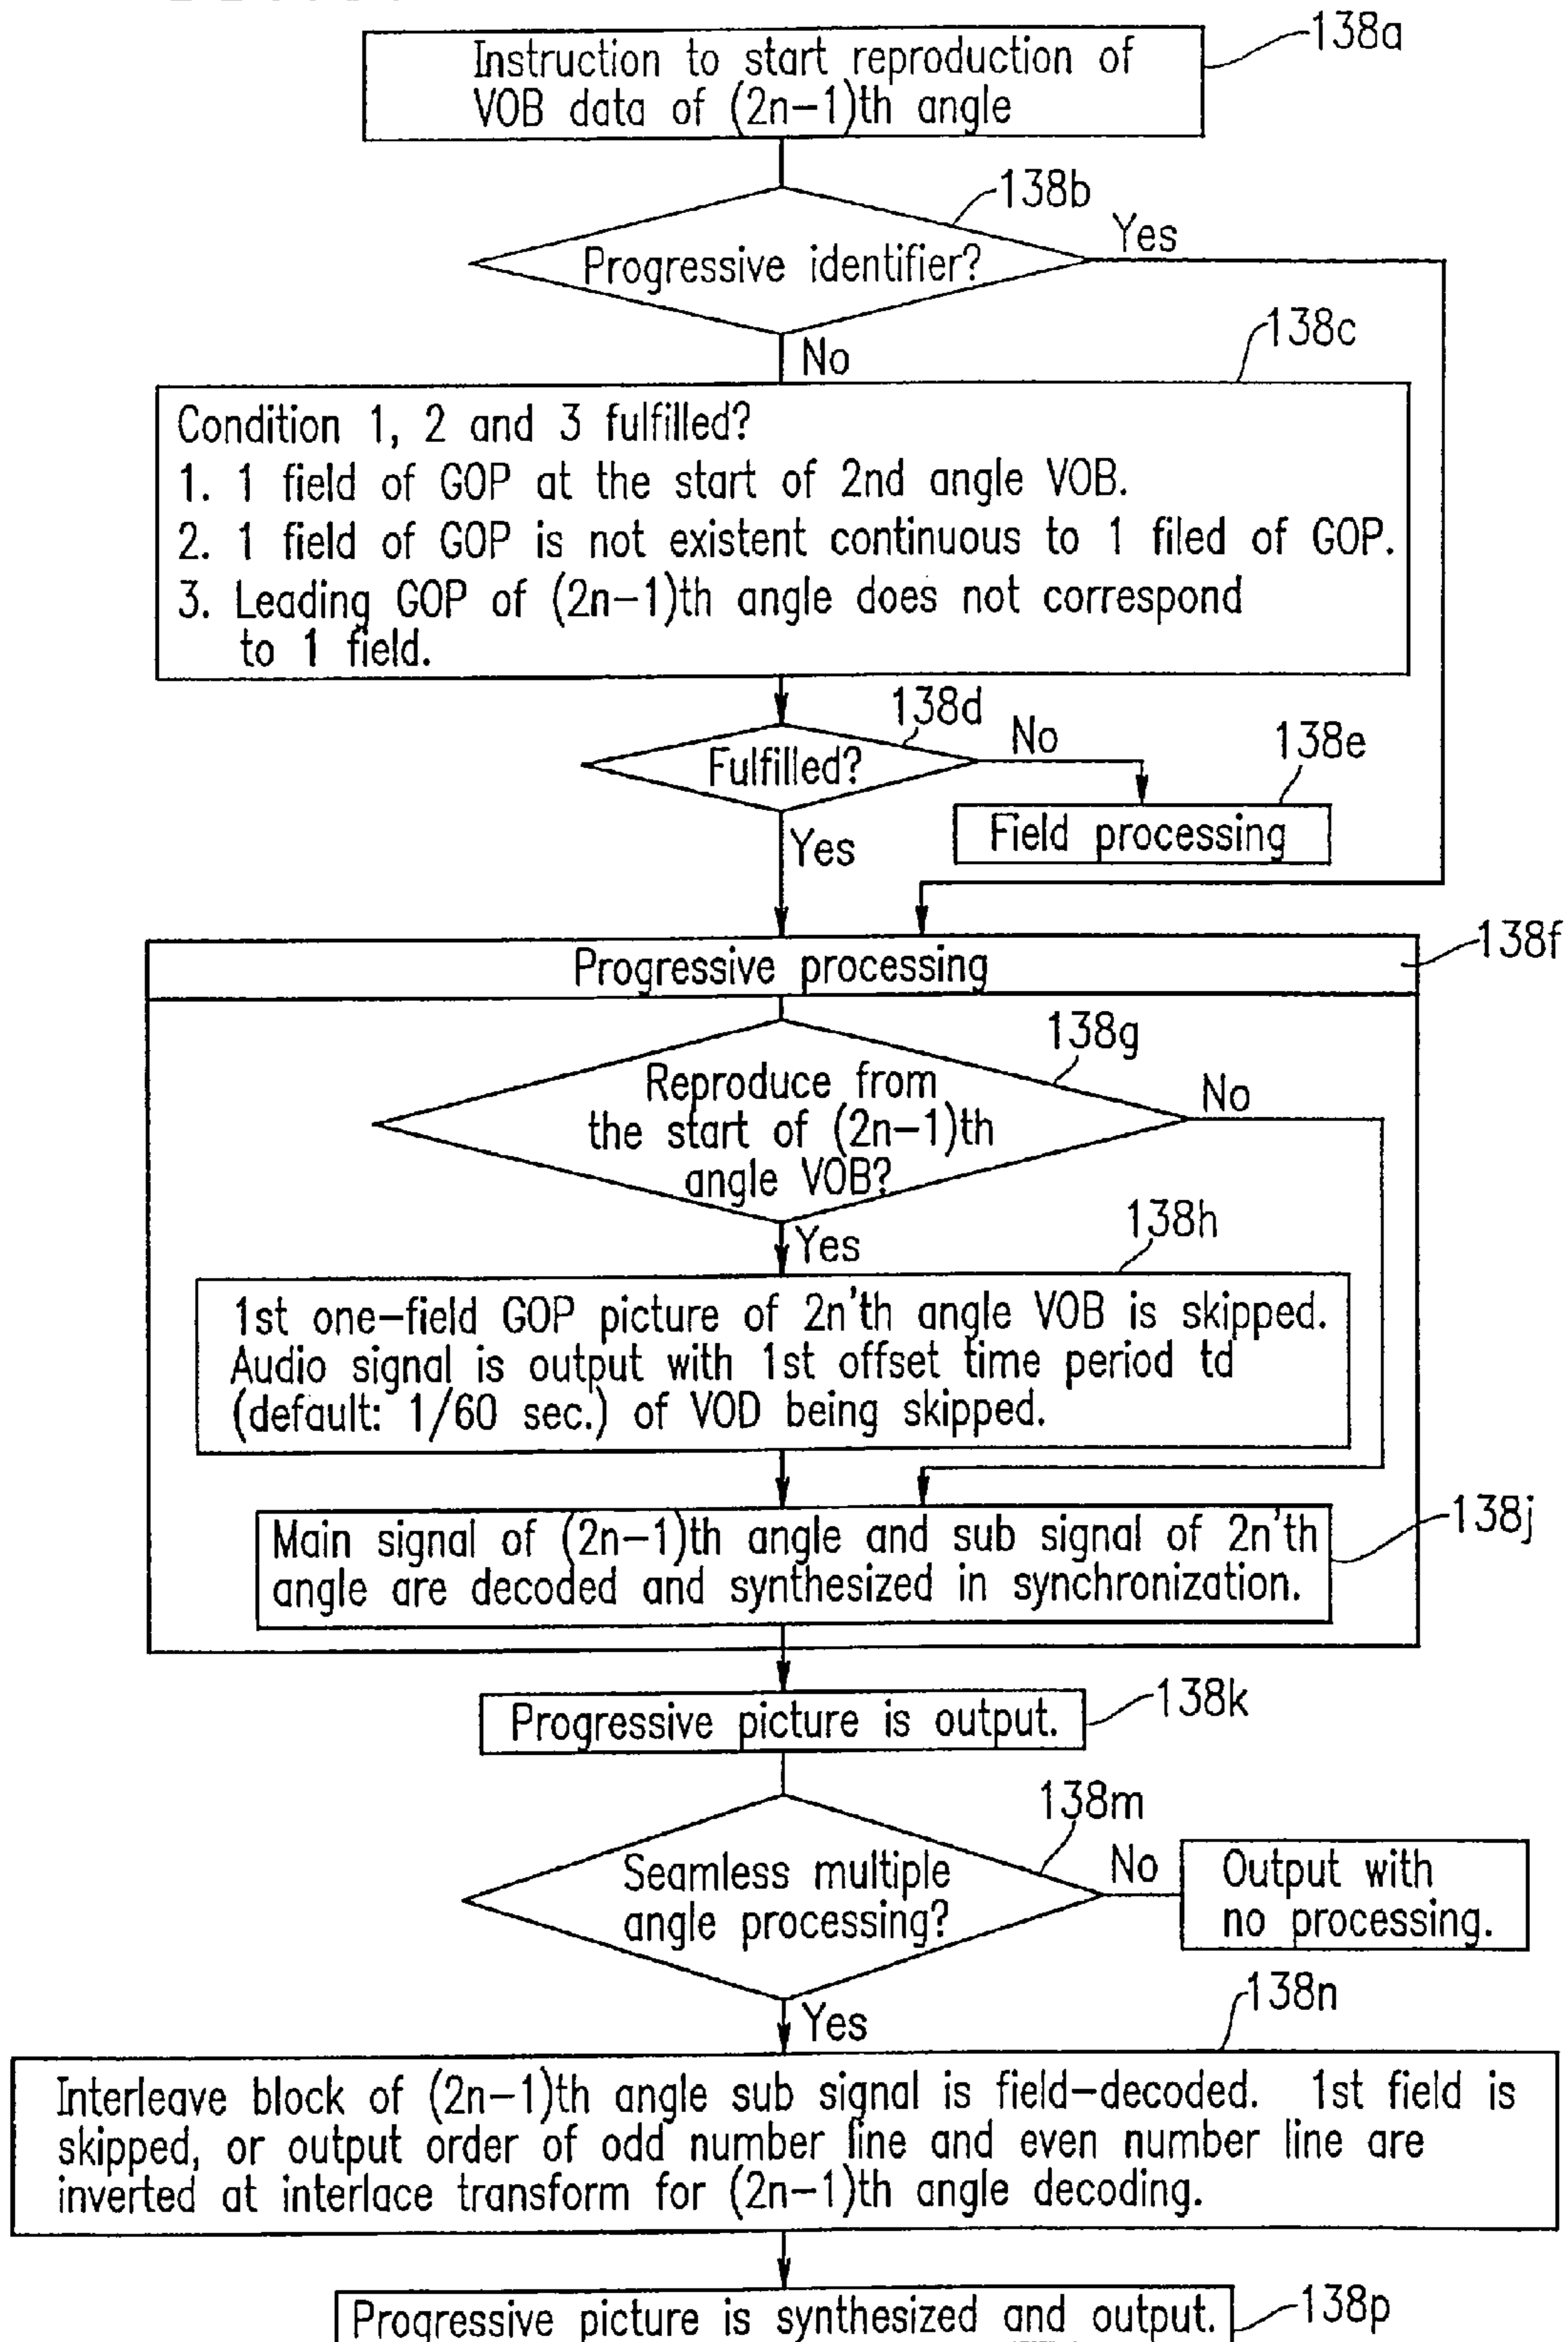 138a
Instruction to start reproduction of
VOB data of (2n-1)th angle
138b
Progressive identifier?
Yes
No
138c
Condition 1, 2 and 3 fulfilled?
1. 1 field of GOP at the start of 2nd angle VOB.
2. 1 field of GOP is not existent continuous to 1 filed of GOP.
3. Leading GOP of (2n-1)th angle does not correspond
to 1 field.
138d
Fulfilled?
No
138e
Field processing
Yes
138f
Progressive processing
138g
Reproduce from
the start of (2n-1)th
angle VOB?
No
Yes
138h
1st one-field GOP picture of 2n'th angle VOB is skipped.
Audio signal is output with 1st offset time period td
(default: 1/60 sec.) of VOD being skipped.
138j
Main signal of (2n-1)th angle and sub signal of 2n'th
angle are decoded and synthesized in synchronization.
138k
Progressive picture is output.
138m
Seamless multiple
angle processing?
No
Output with
no processing.
Yes
138n
Interleave block of (2n-1)th angle sub signal is field-decoded. 1st field is
skipped, or output order of odd number line and even number line are
inverted at interlace transform for (2n-1)th angle decoding.
Progressive picture is synthesized and output.
138p